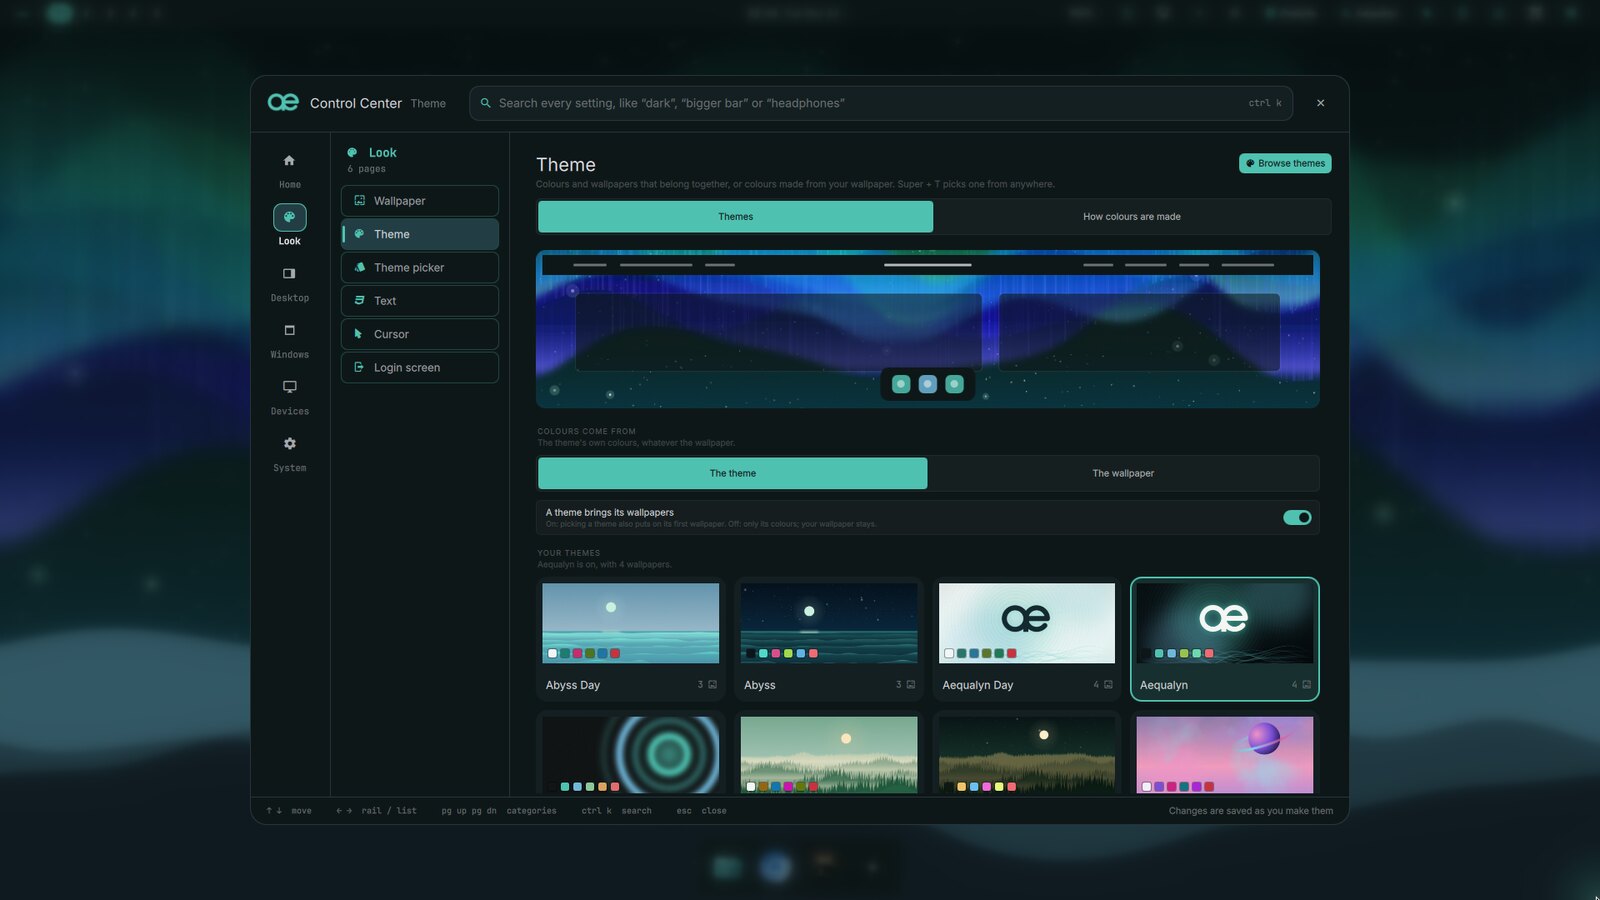 ae Control Center Theme
Search every setting, like “dark”, “bigger bar” or “headphones”
ctrl k
Home
Look
Desktop
Windows
Devices
System
Look
6 pages
Wallpaper
Theme
Theme picker
Text
Cursor
Login screen
Theme
Browse themes
Colours and wallpapers that belong together, or colours made from your wallpaper. Super + T picks one from anywhere.
Themes
How colours are made
COLOURS COME FROM
The theme's own colours, whatever the wallpaper.
The theme
The wallpaper
A theme brings its wallpapers
On: picking a theme also puts on its first wallpaper. Off: only its colours; your wallpaper stays.
YOUR THEMES
Aequalyn is on, with 4 wallpapers.
ae
ae
Abyss Day 3
Abyss 3
Aequalyn Day 4
Aequalyn 4
↑ ↓ move ← → rail / list pg up pg dn categories ctrl k search esc close
Changes are saved as you make them